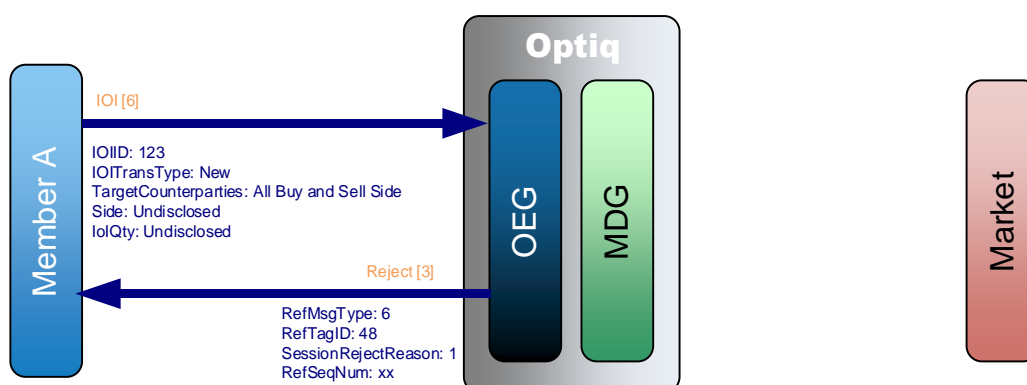 Optiq
Member A
IOI [6]
IOIID: 123
IOITransType: New
TargetCounterparties: All Buy and Sell Side
Side: Undisclosed
IoIQty: Undisclosed
Reject [3]
RefMsgType: 6
RefTagID: 48
SessionRejectReason: 1
RefSeqNum: xx
OEG
MDG
Market